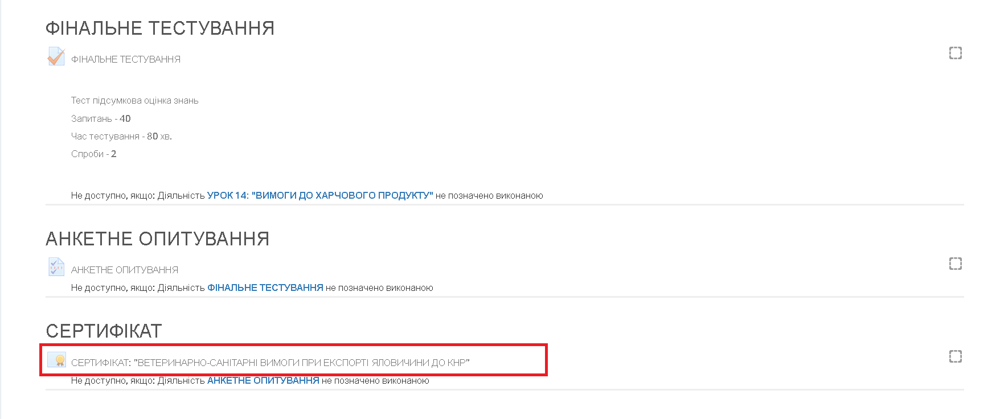 ФІНАЛЬНЕ ТЕСТУВАННЯ
ФІНАЛЬНЕ ТЕСТУВАННЯ
Тест підсумкова оцінка знань
Запитань - 40
Час тестування - 80 хв.
Спроби - 2
Не доступно, якщо: Діяльність УРОК 14: "ВИМОГИ ДО ХАРЧОВОГО ПРОДУКТУ" не позначено виконаною
АНКЕТНЕ ОПИТУВАННЯ
АНКЕТНЕ ОПИТУВАННЯ
Не доступно, якщо: Діяльність ФІНАЛЬНЕ ТЕСТУВАННЯ не позначено виконаною
СЕРТИФІКАТ
СЕРТИФІКАТ: "ВЕТЕРИНАРНО-САНІТАРНІ ВИМОГИ ПРИ ЕКСПОРТІ ЯЛОВИЧИНИ ДО КНР"
Не доступно, якщо: Діяльність АНКЕТНЕ ОПИТУВАННЯ не позначено виконаною